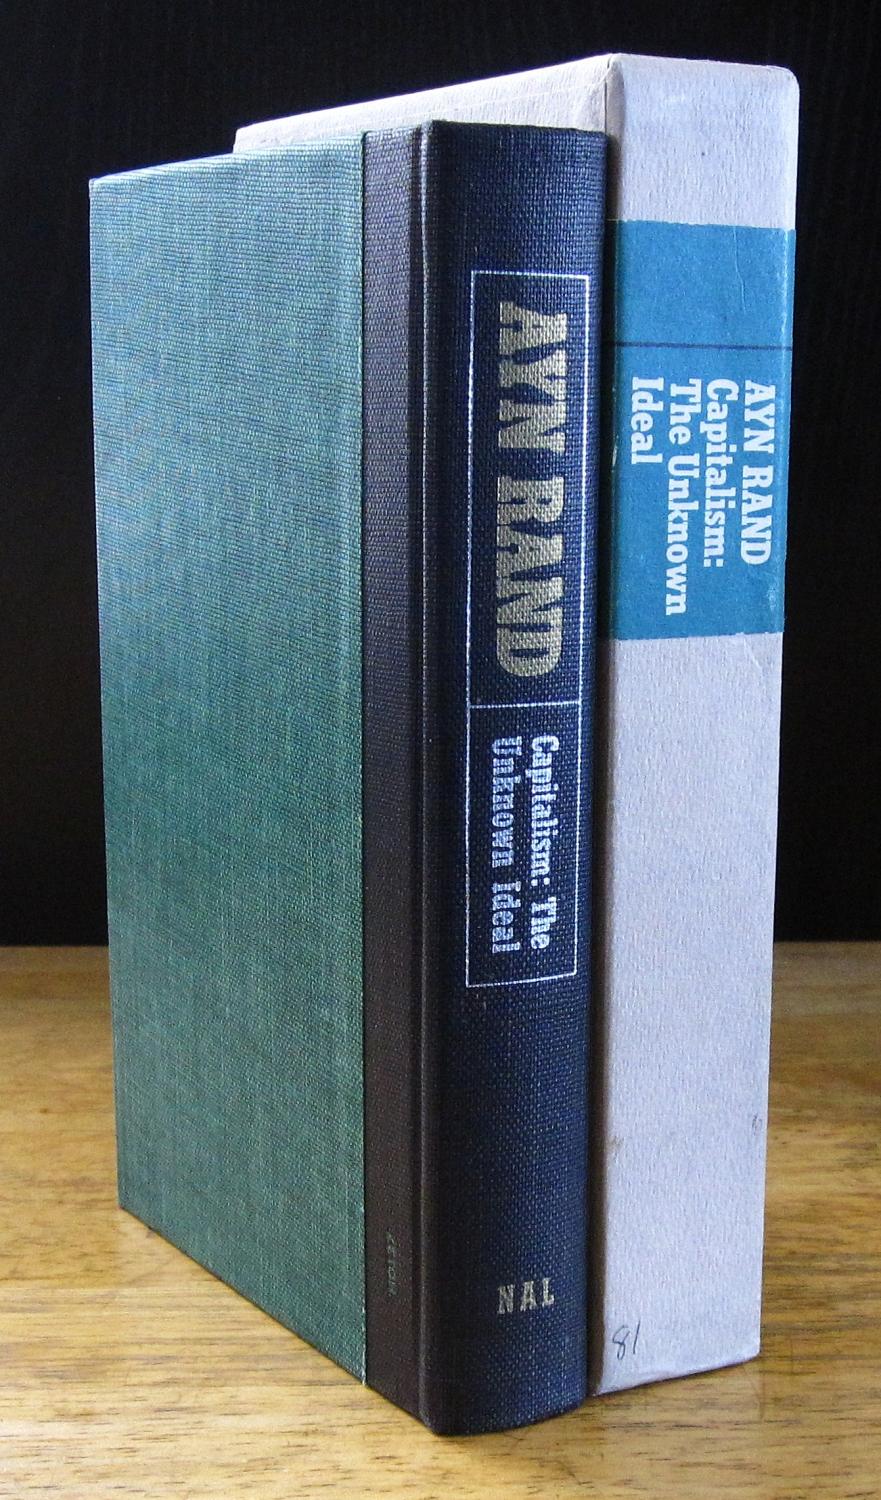 AYN RAND
Capitalism: The
Unknown Ideal
NAL
AYN RAND
Capitalism:
The Unknown
Ideal
81